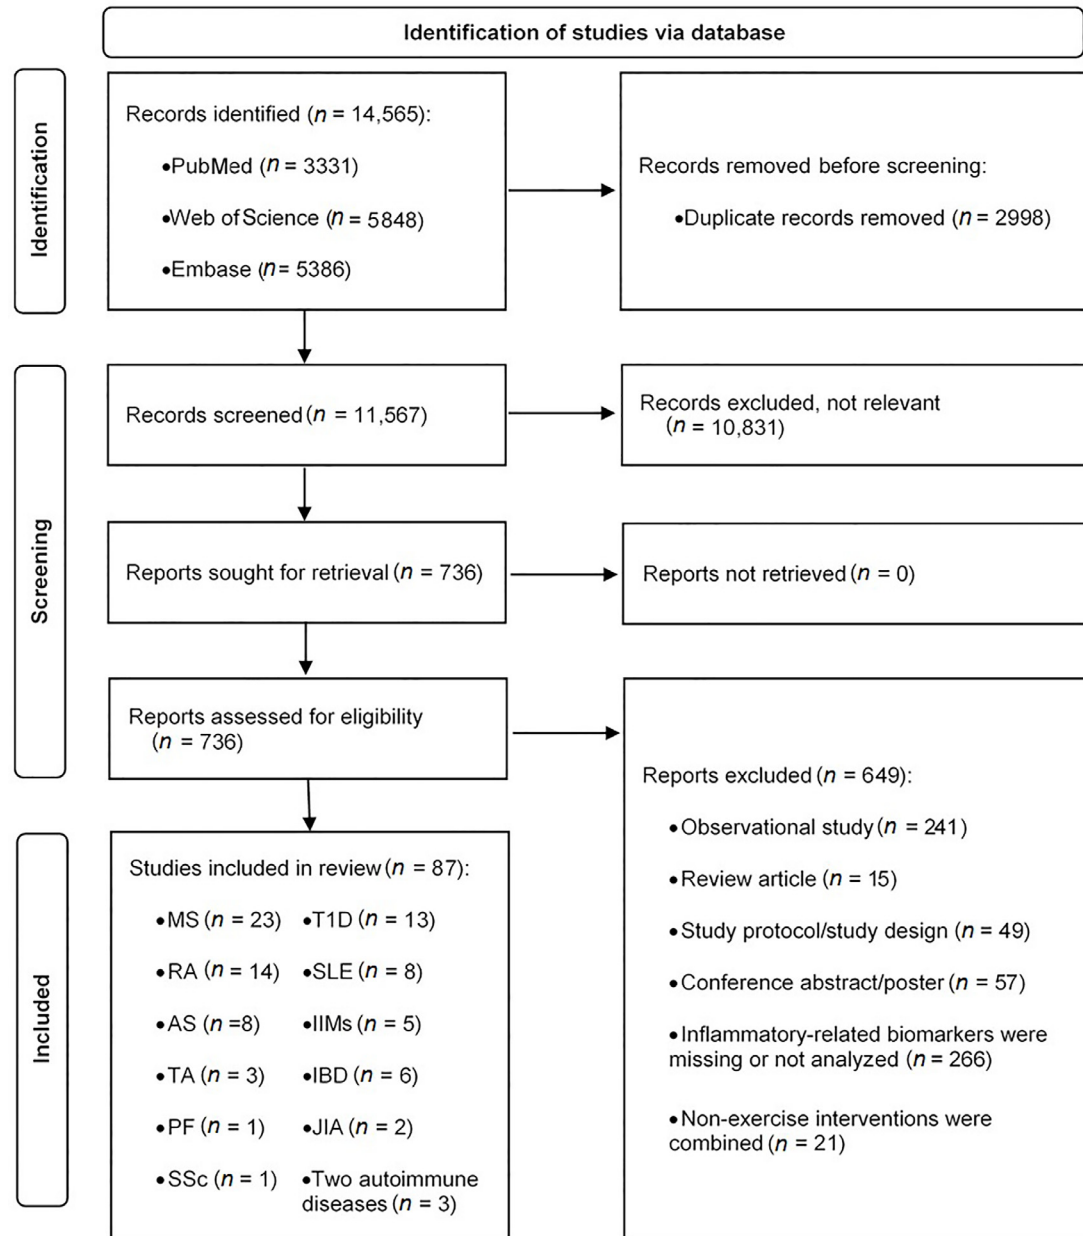 Identification of studies via database
Identification
Records identified (n = 14,565):
•PubMed (n = 3331)
•Web of Science (n = 5848)
•Embase (n = 5386)
Records removed before screening:
•Duplicate records removed (n = 2998)
Screening
Records screened (n = 11,567)
Records excluded, not relevant
(n = 10,831)
Reports sought for retrieval (n = 736)
Reports not retrieved (n = 0)
Reports assessed for eligibility
(n = 736)
Reports excluded (n = 649):
•Observational study (n = 241)
•Review article (n = 15)
•Study protocol/study design (n = 49)
•Conference abstract/poster (n = 57)
•Inflammatory-related biomarkers were
missing or not analyzed (n = 266)
•Non-exercise interventions were
combined (n = 21)
Included
Studies included in review (n = 87):
•MS (n = 23) •T1D (n = 13)
•RA (n = 14) •SLE (n = 8)
•AS (n =8) •IIMs (n = 5)
•TA (n = 3) •IBD (n = 6)
•PF (n = 1) •JIA (n = 2)
•SSc (n = 1) •Two autoimmune
diseases (n = 3)